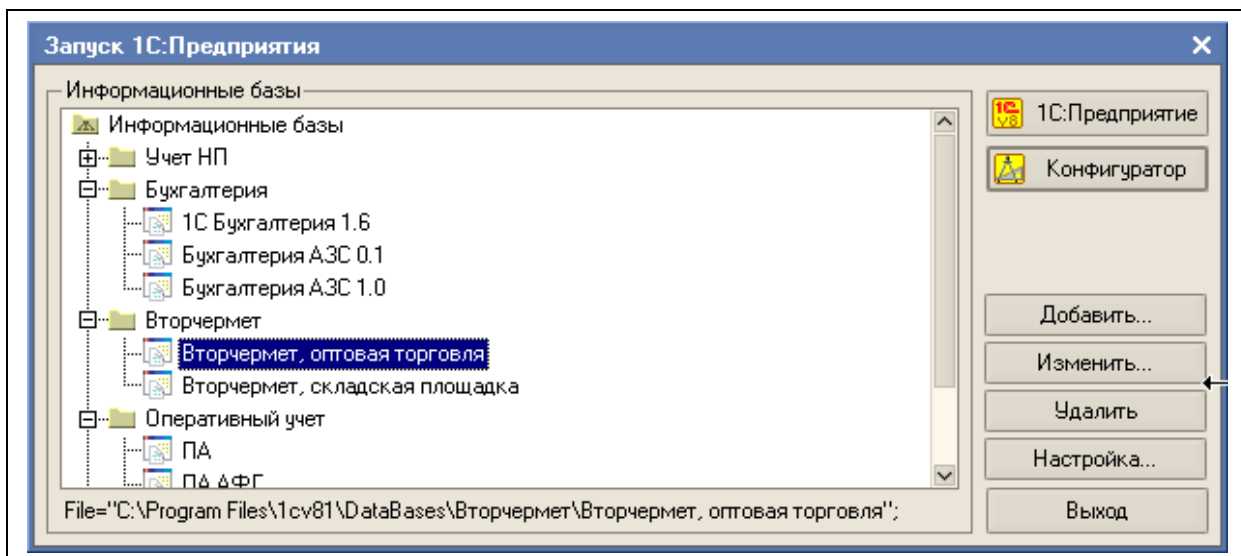 Запуск 1С:Предприятия
Информационные базы
Информационные базы
Учет НП
Бухгалтерия
1С Бухгалтерия 1.6
Бухгалтерия АЗС 0.1
Бухгалтерия АЗС 1.0
Вторчермет
Вторчермет, оптовая торговля
Вторчермет, складская площадка
Оперативный учет
ПА
ПА АФГ
File="C:\Program Files\1cv81\DataBases\Вторчермет\Вторчермет, оптовая торговля";
1С:Предприятие
Конфигуратор
Добавить...
Изменить...
Удалить
Настройка...
Выход